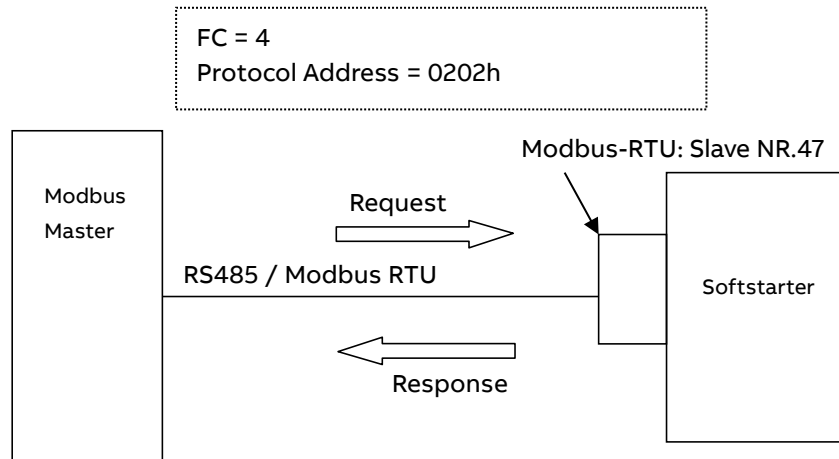 FC = 4
Protocol Address = 0202h
Modbus-RTU: Slave NR.47
Modbus
Master
Request
RS485 / Modbus RTU
Softstarter
Response